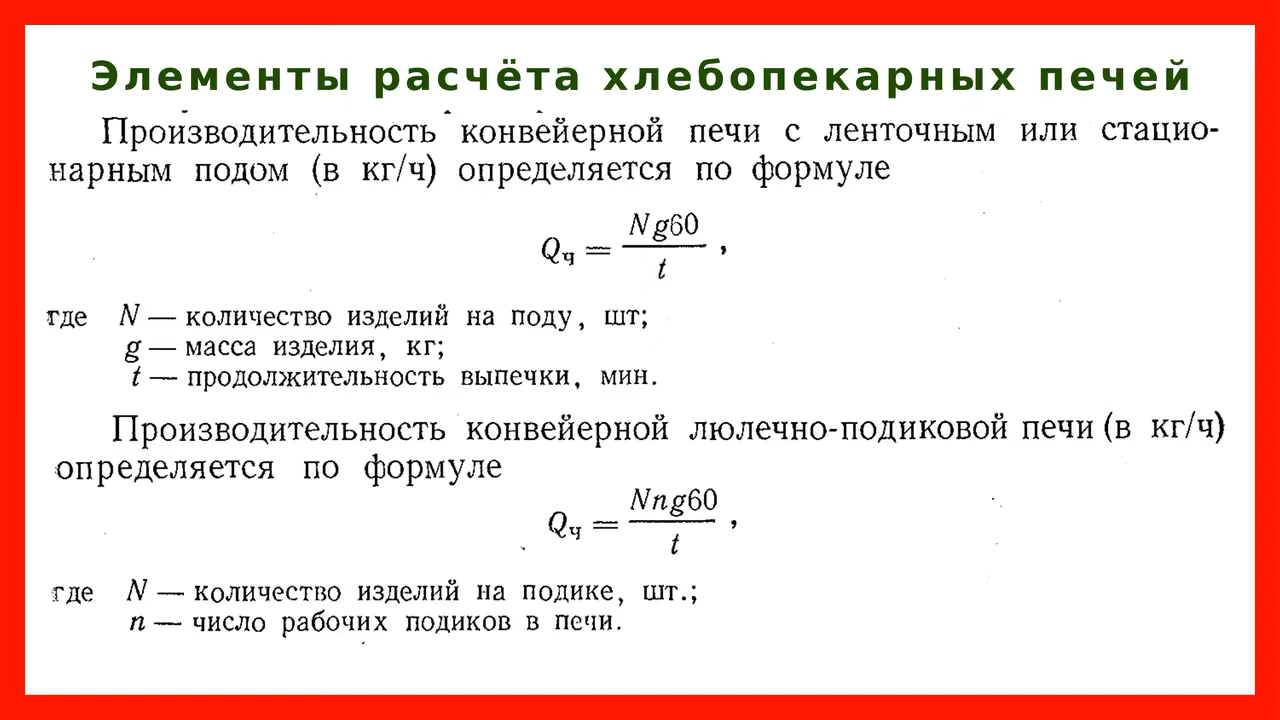 Элементы расчёта хлебопекарных печей
Производительность конвейерной печи с ленточным или стацио-
нарным подом (в кг/ч) определяется по формуле
Qч = Ng60 / t ,
где N — количество изделий на поду, шт;
g — масса изделия, кг;
t — продолжительность выпечки, мин.
Производительность конвейерной люлечно-подиковой печи (в кг/ч)
определяется по формуле
Qч = Nng60 / t ,
где N — количество изделий на подике, шт.;
n — число рабочих подиков в печи.